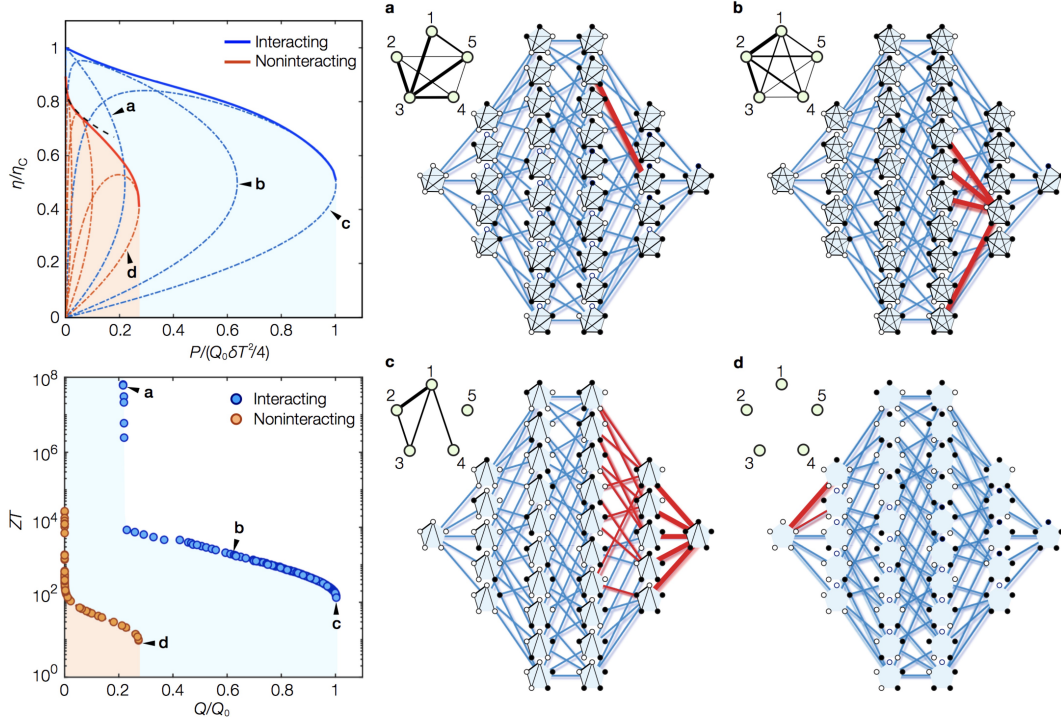 η/ηC
1
0.8
0.6
0.4
0.2
0
Interacting
Noninteracting
a
b
c
d
0
0.2
0.4
0.6
0.8
1
P/(Q₀δT²/4)
ZT
10⁸
10⁶
10⁴
10²
10⁰
Interacting
Noninteracting
a
b
c
d
0
0.2
0.4
0.6
0.8
1
Q/Q₀
a
1
2
5
3
4
b
1
2
5
3
4
c
1
2
5
3
4
d
1
2
5
3
4